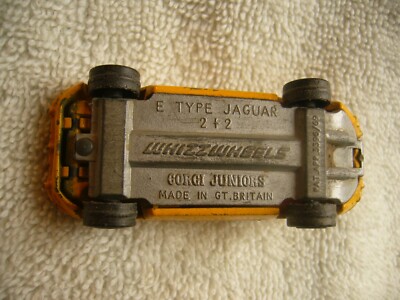 E TYPE JAGUAR
2+2
WHIZZWHEELS
CORGI JUNIORS
MADE IN GT. BRITAIN